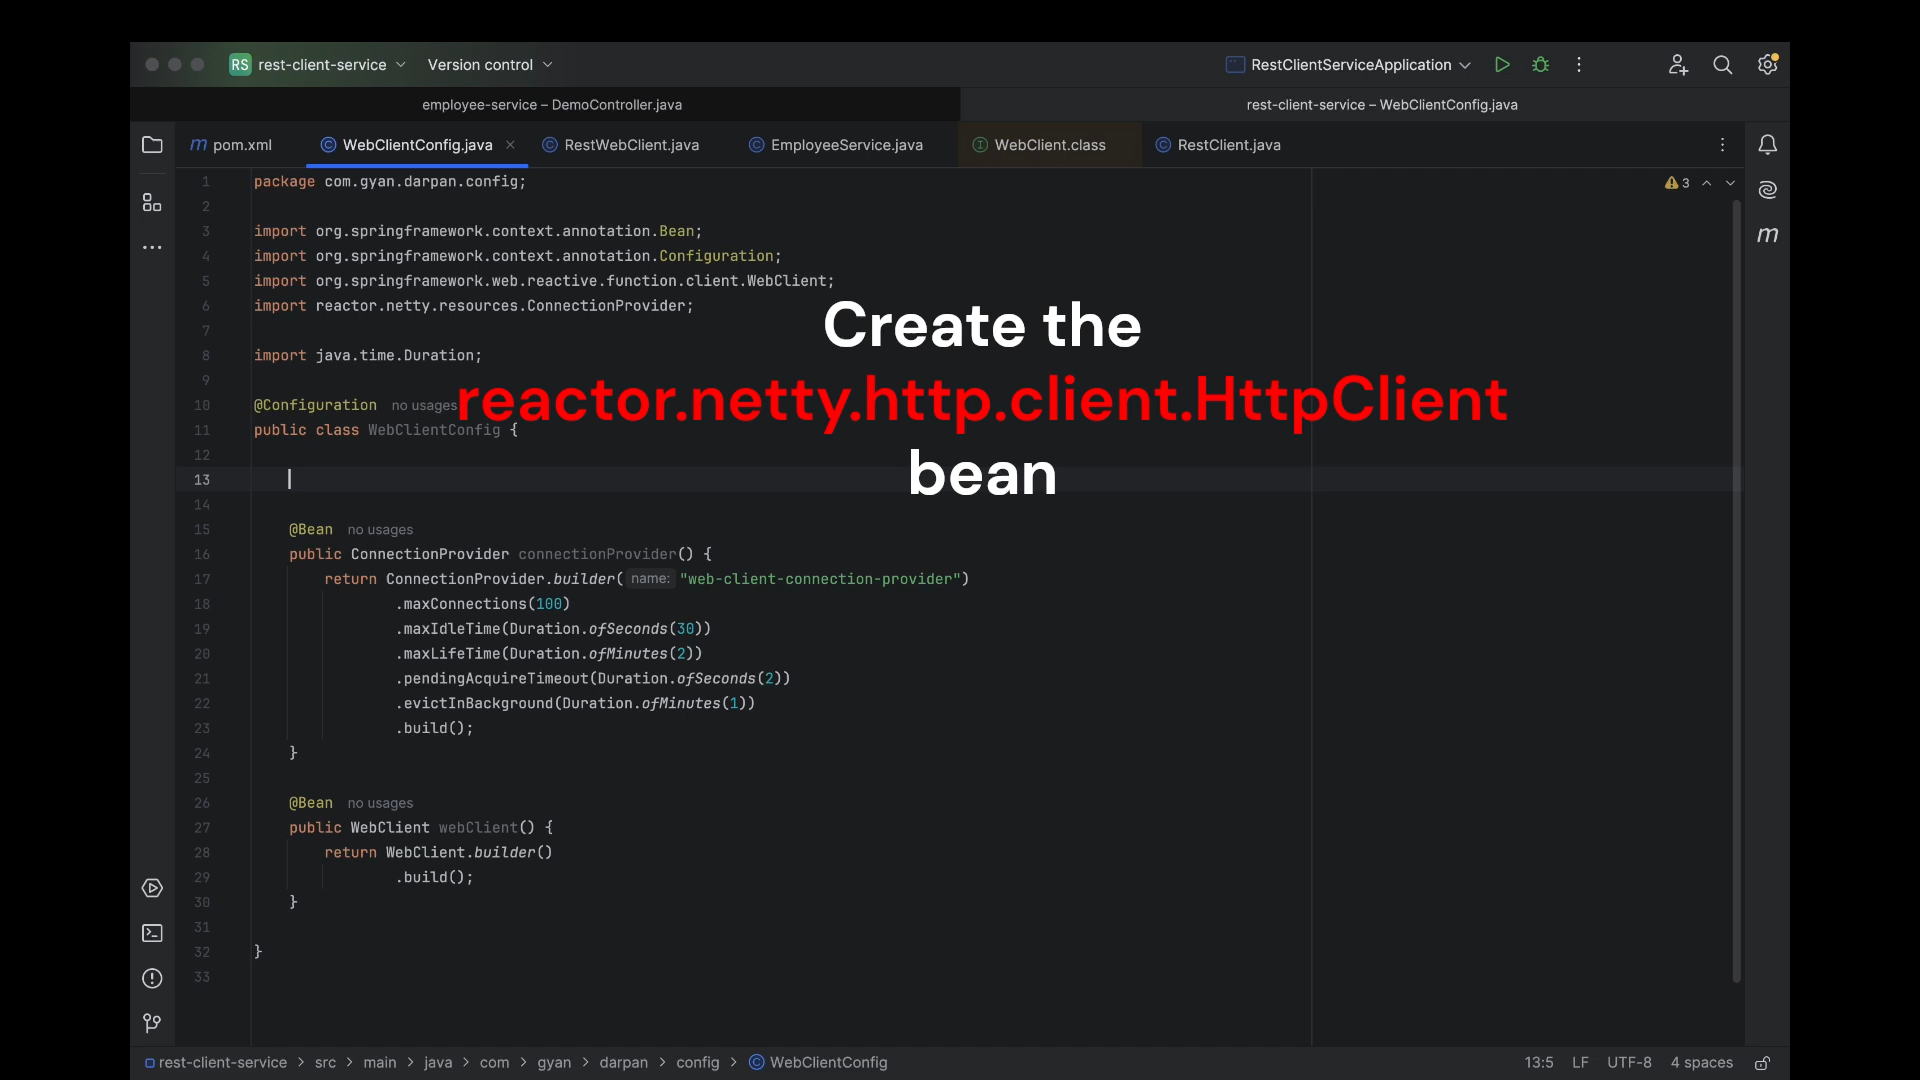 RS rest-client-service Version control RestClientServiceApplication
employee-service – DemoController.java rest-client-service – WebClientConfig.java
m pom.xml WebClientConfig.java RestWebClient.java EmployeeService.java WebClient.class RestClient.java
1 package com.gyan.darpan.config; 3
2
3 import org.springframework.context.annotation.Bean;
4 import org.springframework.context.annotation.Configuration;
5 import org.springframework.web.reactive.function.client.WebClient;
6 import reactor.netty.resources.ConnectionProvider;
7
8 import java.time.Duration;
9
10 @Configuration no usages
11 public class WebClientConfig {
12
13
14
15 @Bean no usages
16 public ConnectionProvider connectionProvider() {
17 return ConnectionProvider.builder( name: "web-client-connection-provider")
18 .maxConnections(100)
19 .maxIdleTime(Duration.ofSeconds(30))
20 .maxLifeTime(Duration.ofMinutes(2))
21 .pendingAcquireTimeout(Duration.ofSeconds(2))
22 .evictInBackground(Duration.ofMinutes(1))
23 .build();
24 }
25
26 @Bean no usages
27 public WebClient webClient() {
28 return WebClient.builder()
29 .build();
30 }
31
32 }
33
Create the
reactor.netty.http.client.HttpClient
bean
rest-client-service > src > main > java > com > gyan > darpan > config > WebClientConfig 13:5 LF UTF-8 4 spaces